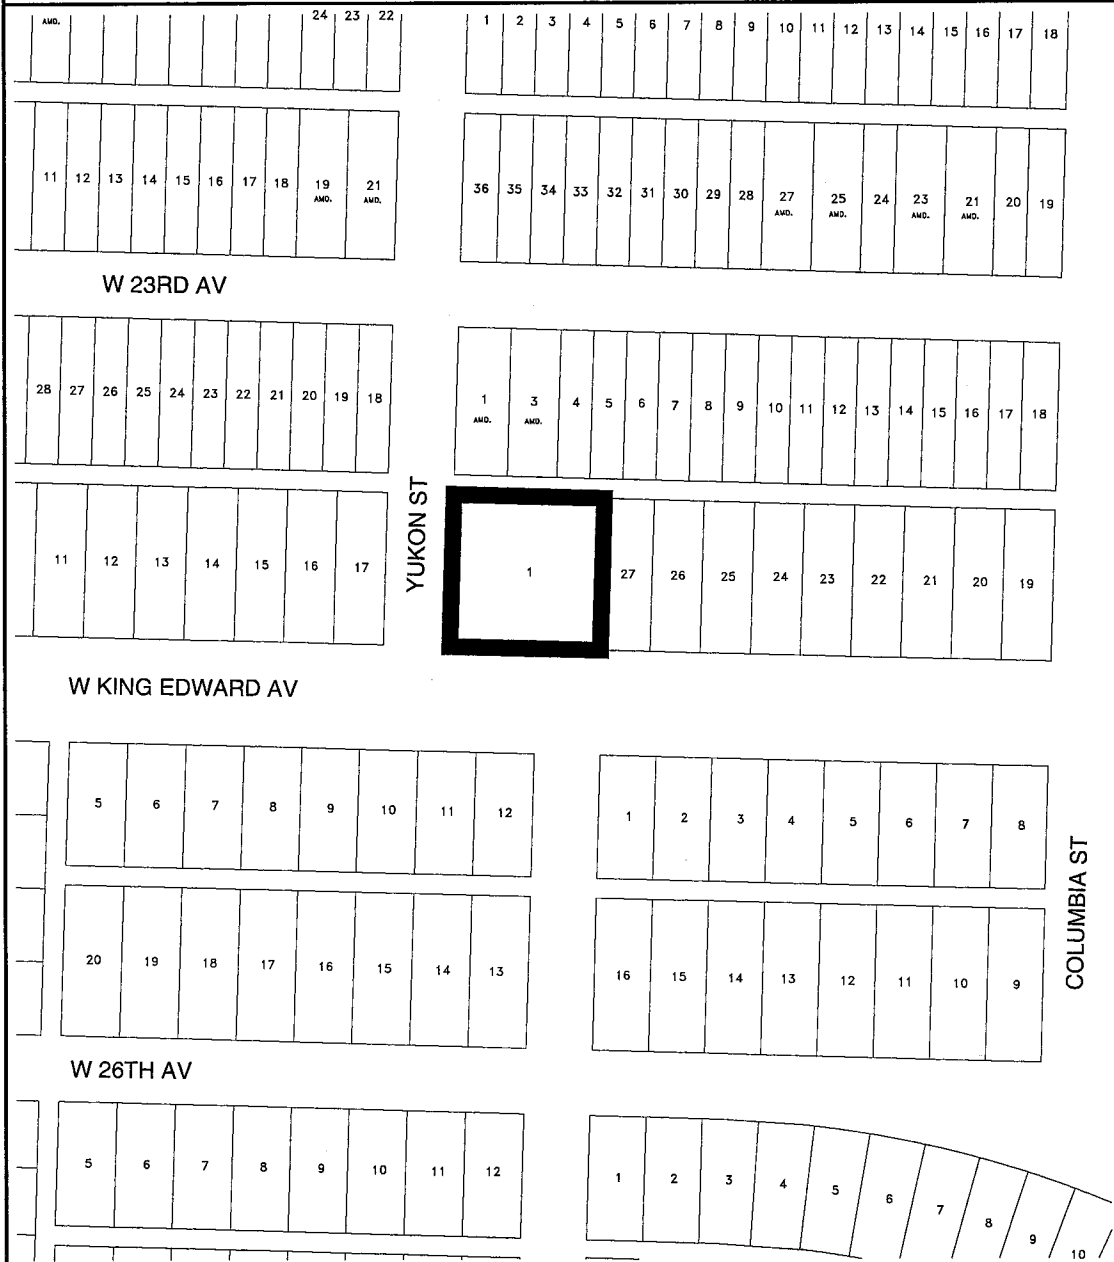 AMD. 24 23 22 1 2 3 4 5 6 7 8 9 10 11 12 13 14 15 16 17 18
11 12 13 14 15 16 17 18 19 21 36 35 34 33 32 31 30 29 28 27 25 24 23 21 20 19
AMD. AMD. AMD. AMD. AMD. AMD.
W 23RD AV
28 27 26 25 24 23 22 21 20 19 18 1 3 4 5 6 7 8 9 10 11 12 13 14 15 16 17 18
AMD. AMD.
YUKON ST
11 12 13 14 15 16 17 1 27 26 25 24 23 22 21 20 19
W KING EDWARD AV
5 6 7 8 9 10 11 12 1 2 3 4 5 6 7 8
COLUMBIA ST
20 19 18 17 16 15 14 13 16 15 14 13 12 11 10 9
W 26TH AV
5 6 7 8 9 10 11 12 1 2 3 4 5 6 7 8 9 10